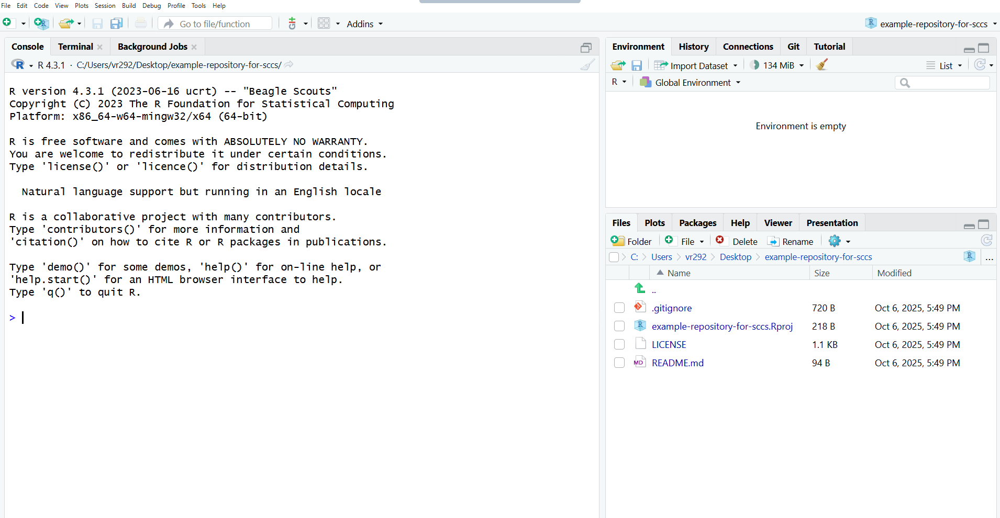 File Edit Code View Plots Session Build Debug Profile Tools Help
Go to file/function Addins example-repository-for-sccs
Console Terminal Background Jobs
R 4.3.1 · C:/Users/vr292/Desktop/example-repository-for-sccs/
R version 4.3.1 (2023-06-16 ucrt) -- "Beagle Scouts"
Copyright (C) 2023 The R Foundation for Statistical Computing
Platform: x86_64-w64-mingw32/x64 (64-bit)
R is free software and comes with ABSOLUTELY NO WARRANTY.
You are welcome to redistribute it under certain conditions.
Type 'license()' or 'licence()' for distribution details.
Natural language support but running in an English locale
R is a collaborative project with many contributors.
Type 'contributors()' for more information and
'citation()' on how to cite R or R packages in publications.
Type 'demo()' for some demos, 'help()' for on-line help, or
'help.start()' for an HTML browser interface to help.
Type 'q()' to quit R.
>
Environment History Connections Git Tutorial
Import Dataset 134 MiB List
R Global Environment
Environment is empty
Files Plots Packages Help Viewer Presentation
Folder File Delete Rename
C: Users vr292 Desktop example-repository-for-sccs ...
Name Size Modified
..
.gitignore 720 B Oct 6, 2025, 5:49 PM
example-repository-for-sccs.Rproj 218 B Oct 6, 2025, 5:49 PM
LICENSE 1.1 KB Oct 6, 2025, 5:49 PM
MD README.md 94 B Oct 6, 2025, 5:49 PM